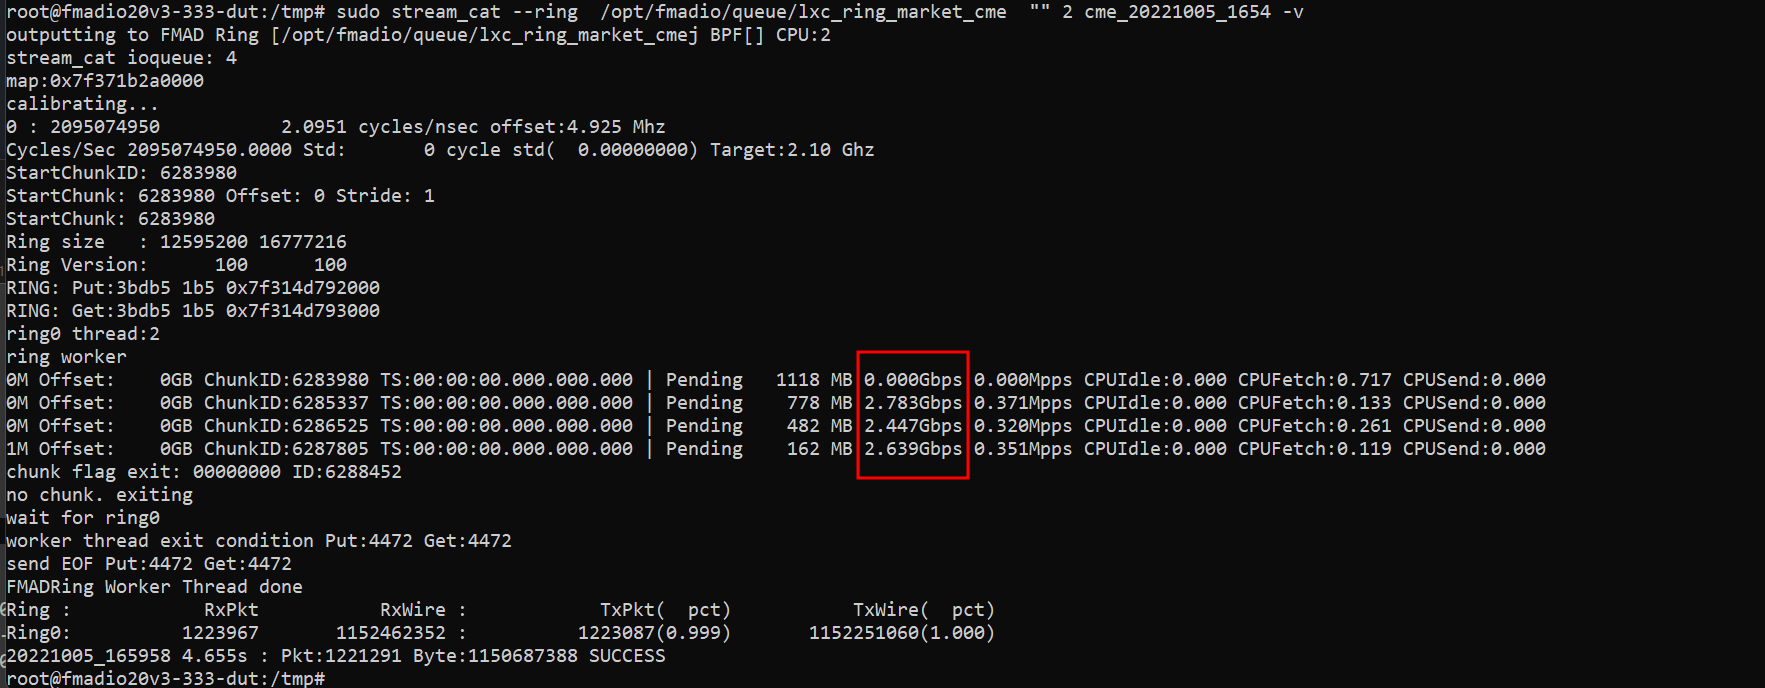 root@fmadio20v3-333-dut:/tmp# sudo stream_cat --ring  /opt/fmadio/queue/lxc_ring_market_cme  "" 2 cme_20221005_1654 -v
outputting to FMAD Ring [/opt/fmadio/queue/lxc_ring_market_cmej BPF[] CPU:2
stream_cat ioqueue: 4
map:0x7f371b2a0000
calibrating...
0 : 2095074950           2.0951 cycles/nsec offset:4.925 Mhz
Cycles/Sec 2095074950.0000 Std:       0 cycle std(  0.00000000) Target:2.10 Ghz
StartChunkID: 6283980
StartChunk: 6283980 Offset: 0 Stride: 1
StartChunk: 6283980
Ring size   : 12595200 16777216
Ring Version:      100      100
RING: Put:3bdb5 1b5 0x7f314d792000
RING: Get:3bdb5 1b5 0x7f314d793000
ring0 thread:2
ring worker
0M Offset:    0GB ChunkID:6283980 TS:00:00:00.000.000.000 | Pending   1118 MB 0.000Gbps 0.000Mpps CPUIdle:0.000 CPUFetch:0.717 CPUSend:0.000
0M Offset:    0GB ChunkID:6285337 TS:00:00:00.000.000.000 | Pending    778 MB 2.783Gbps 0.371Mpps CPUIdle:0.000 CPUFetch:0.133 CPUSend:0.000
0M Offset:    0GB ChunkID:6286525 TS:00:00:00.000.000.000 | Pending    482 MB 2.447Gbps 0.320Mpps CPUIdle:0.000 CPUFetch:0.261 CPUSend:0.000
1M Offset:    0GB ChunkID:6287805 TS:00:00:00.000.000.000 | Pending    162 MB 2.639Gbps 0.351Mpps CPUIdle:0.000 CPUFetch:0.119 CPUSend:0.000
chunk flag exit: 00000000 ID:6288452
no chunk. exiting
wait for ring0
worker thread exit condition Put:4472 Get:4472
send EOF Put:4472 Get:4472
FMADRing Worker Thread done
Ring :            RxPkt           RxWire :            TxPkt(  pct)           TxWire(  pct)
Ring0:          1223967       1152462352 :          1223087(0.999)       1152251060(1.000)
20221005_165958 4.655s : Pkt:1221291 Byte:1150687388 SUCCESS
root@fmadio20v3-333-dut:/tmp#